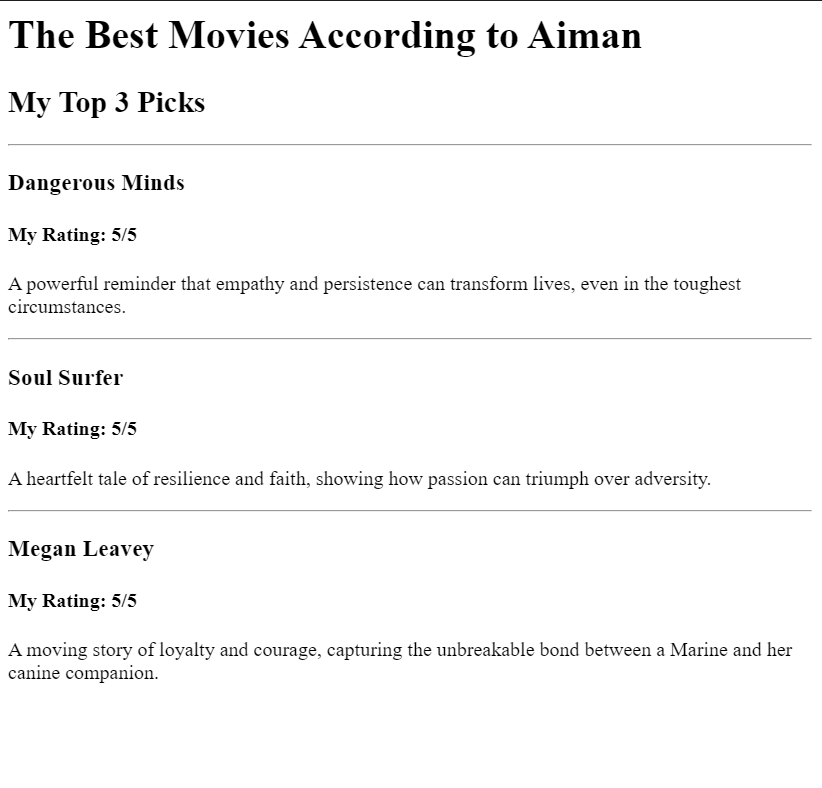 The Best Movies According to Aiman
My Top 3 Picks
Dangerous Minds
My Rating: 5/5
A powerful reminder that empathy and persistence can transform lives, even in the toughest
circumstances.
Soul Surfer
My Rating: 5/5
A heartfelt tale of resilience and faith, showing how passion can triumph over adversity.
Megan Leavey
My Rating: 5/5
A moving story of loyalty and courage, capturing the unbreakable bond between a Marine and her
canine companion.